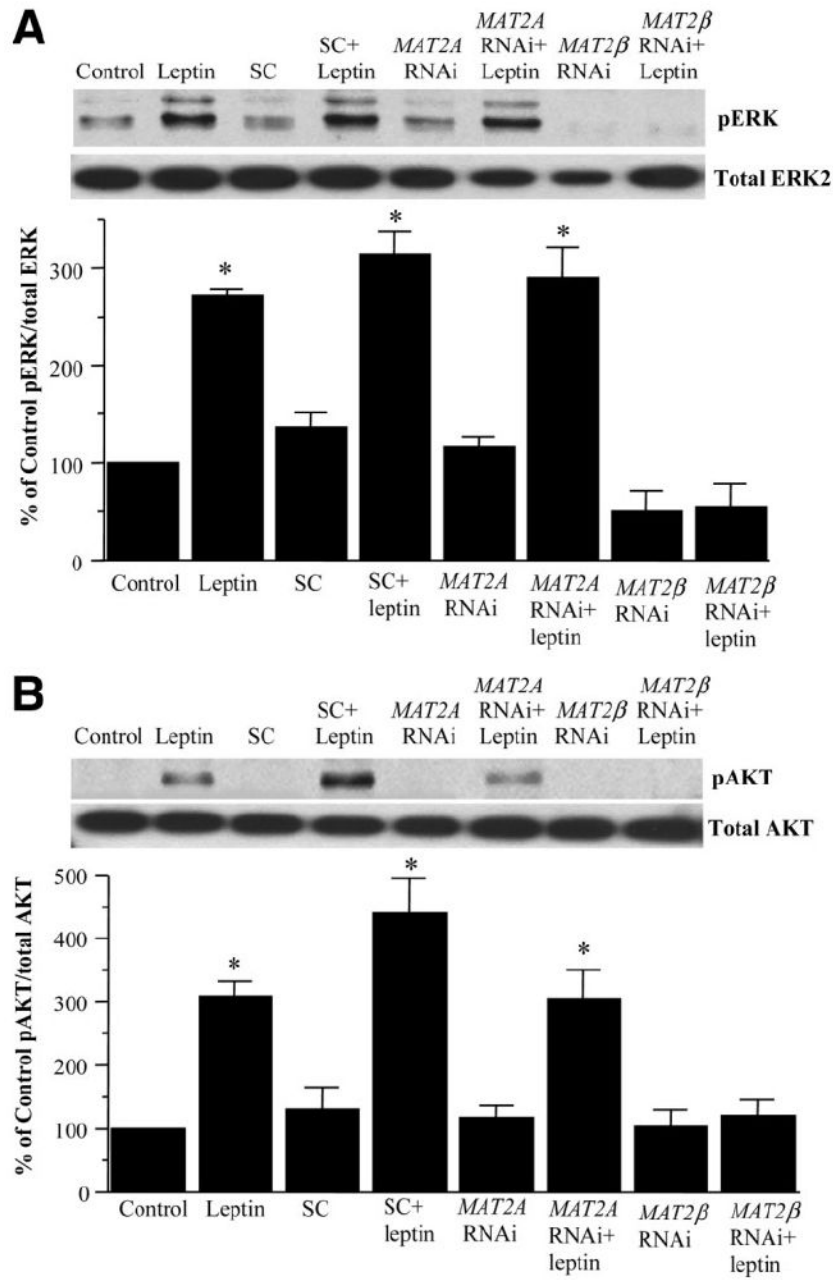 A
Control Leptin SC SC+ Leptin MAT2A RNAi MAT2A RNAi+ Leptin MAT2β RNAi MAT2β RNAi+ Leptin
pERK
Total ERK2
% of Control pERK/total ERK
300
200
100
0
* * *
Control Leptin SC SC+ leptin MAT2A RNAi MAT2A RNAi+ leptin MAT2β RNAi MAT2β RNAi+ leptin
B
Control Leptin SC SC+ Leptin MAT2A RNAi MAT2A RNAi+ Leptin MAT2β RNAi MAT2β RNAi+ Leptin
pAKT
Total AKT
% of Control pAKT/total AKT
500
400
300
200
100
0
* * *
Control Leptin SC SC+ leptin MAT2A RNAi MAT2A RNAi+ leptin MAT2β RNAi MAT2β RNAi+ leptin